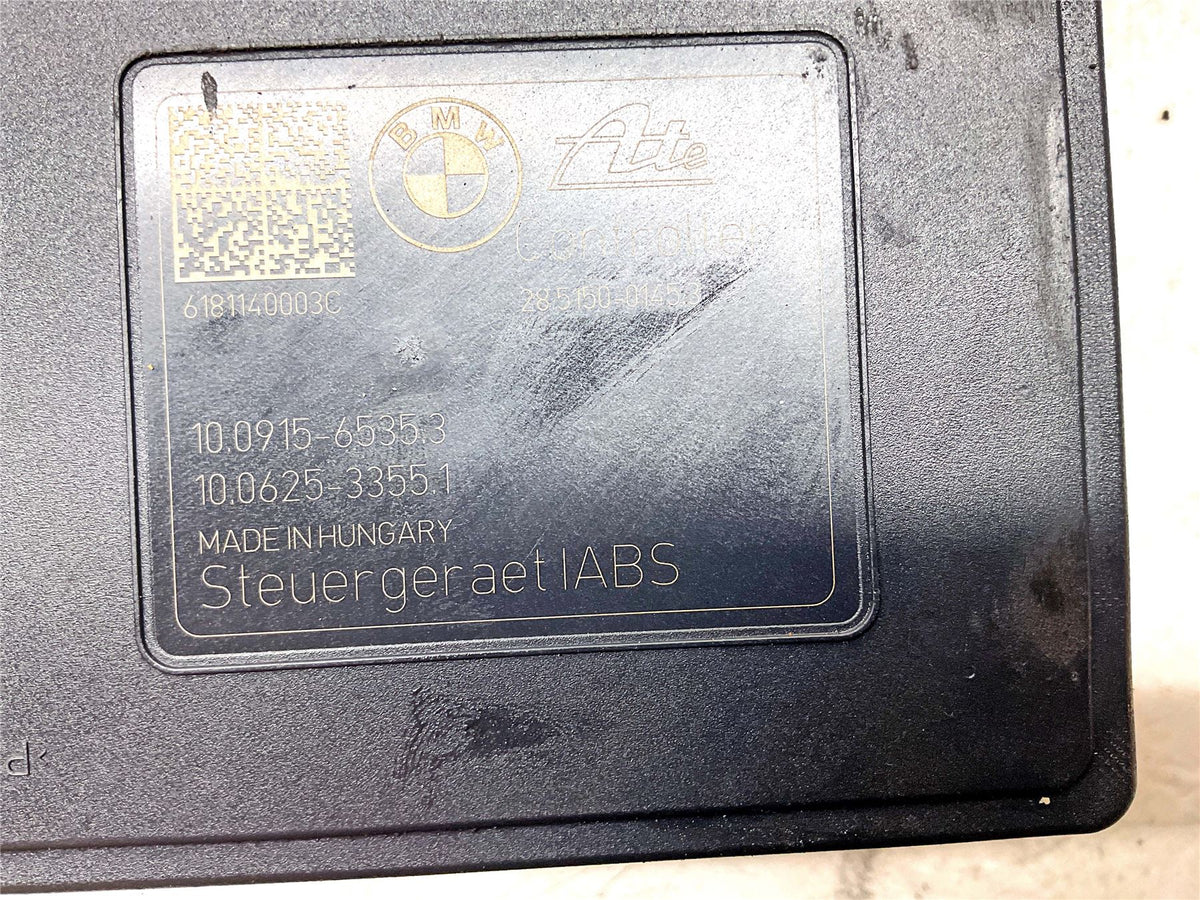 BMW
Ate
Controller
6181140003C
28.5150-0145.3
10.0915-6535.3
10.0625-3355.1
MADE IN HUNGARY
Steuergeraet IABS